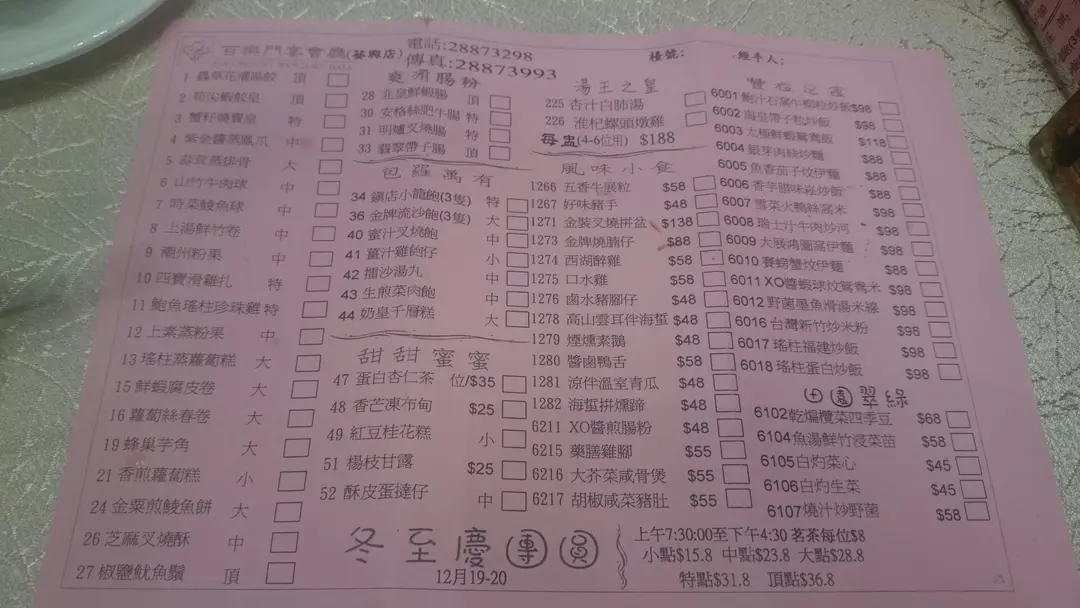 百樂門宴會廳(葵興店)
電話:28873298
傳真:28873993
檯號:
經手人:
1 蟲草花灌湯餃 頂
2 筍尖鮮蝦餃皇 頂
3 蟹籽燒賣皇 特
4 紫金醬蒸鳳爪 中
5 蒜茸蒸排骨 大
6 山竹牛肉球 中
7 時菜鯪魚球 中
8 上湯鮮竹卷 中
9 潮州粉果 中
10 四寶滑雞扎 特
11 鮑魚瑤柱珍珠雞 特
12 上素蒸粉果 中
13 瑤柱蒸蘿蔔糕 大
15 鮮蝦腐皮卷 大
16 蘿蔔絲春卷 大
19 蜂巢芋角 大
21 香煎蘿蔔糕 小
24 金粟煎鯪魚餅 大
26 芝麻叉燒酥 中
27 椒鹽魷魚鬚 頂
爽滑腸粉
28 韭皇鮮蝦腸 頂
30 安格絲肥牛腸 特
31 明爐叉燒腸 特
33 翡翠帶子腸 頂
包羅萬有
34 鎮店小籠飽(3隻) 特
36 金牌流沙飽(3隻) 大
40 蜜汁叉燒飽 中
41 薑汁雞飽仔 小
42 擂沙湯丸 中
43 生煎菜肉飽 中
44 奶皇千層糕 大
甜甜蜜蜜
47 蛋白杏仁茶 位/$35
48 香芒凍布甸 $25
49 紅豆桂花糕 小
51 楊枝甘露 $25
52 酥皮蛋撻仔 中
湯王之皇
225 杏汁白肺湯
226 淮杞螺頭燉雞
每盅(4-6位用) $188
風味小食
1266 五香牛展粒 $58
1267 好味豬手 $48
1271 金裝叉燒拼盆 $138
1273 金牌燒腩仔 $88
1274 西湖醉雞 $58
1275 口水雞 $58
1276 鹵水豬腳仔 $48
1278 高山雲耳伴海蜇 $48
1279 煙燻素鵝 $48
1280 醬鹵鴨舌 $58
1281 涼伴溫室青瓜 $48
1282 海蜇拼燻蹄 $48
6211 XO醬煎腸粉 $48
6215 藥膳雞腳 $55
6216 大芥菜咸骨煲 $55
6217 胡椒咸菜豬肚 $55
6001 鮑汁石窩牛柳粒炒飯 $98
6002 海皇帶子粒炒飯 $98
6003 太極鮮蝦鴛鴦飯 $118
6004 銀芽肉絲炒麵 $88
6005 魚香茄子炆伊麵 $88
6006 香芋臘味崧炒飯 $88
6007 雪菜火鴨絲窩米 $98
6008 瑞士汁牛肉炒河 $98
6009 大展鴻圖窩伊麵 $98
6010 賽螃蟹炆伊麵 $88
6011 XO醬蝦球炆鴛鴦米 $98
6012 野菌墨魚滑湯米線 $98
6016 台灣新竹炒米粉 $98
6017 瑤柱福建炒飯 $98
6018 瑤柱蛋白炒飯 $98
田園翠綠
6102 乾煸欖菜四季豆 $68
6104 魚湯鮮竹浸菜苗 $58
6105 白灼菜心 $45
6106 白灼生菜 $45
6107 燒汁炒野菌 $58
冬至慶團圓
12月19-20
上午7:30:00至下午4:30 茗茶每位$8
小點$15.8 中點$23.8 大點$28.8
特點$31.8 頂點$36.8